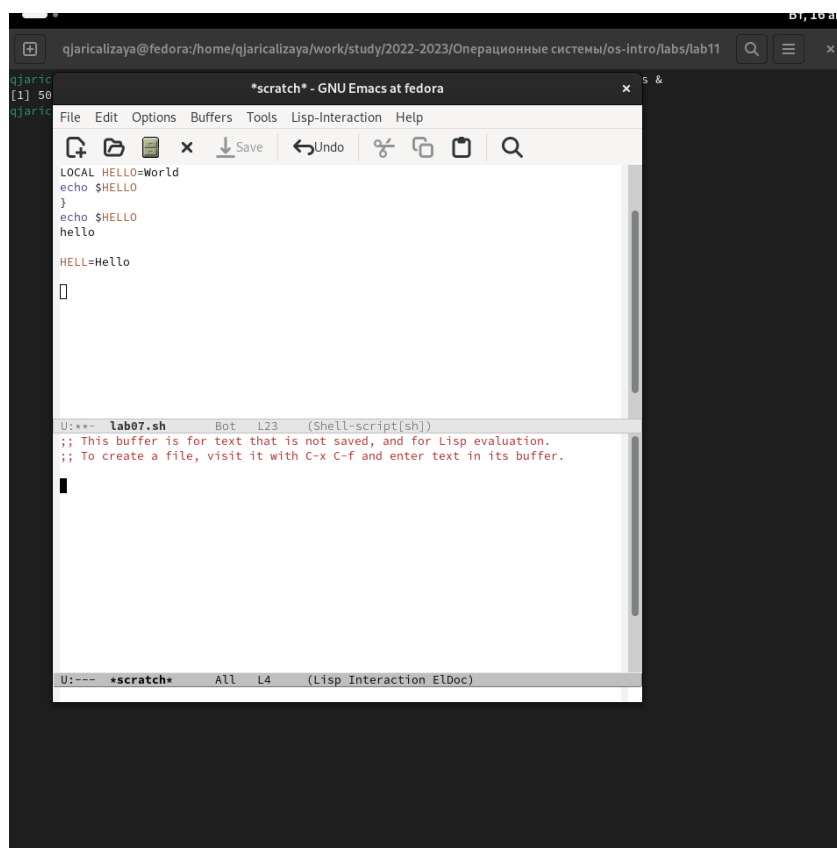 Вт, 16
qjaricalizaya@fedora:/home/qjaricalizaya/work/study/2022-2023/Операционные системы/os-intro/labs/lab11
qjaric s &
[1] 50
qjaric
*scratch* - GNU Emacs at fedora
File Edit Options Buffers Tools Lisp-Interaction Help
Save Undo
LOCAL HELLO=World
echo $HELLO
}
echo $HELLO
hello
HELL=Hello
U:**- lab07.sh Bot L23 (Shell-script[sh])
;; This buffer is for text that is not saved, and for Lisp evaluation.
;; To create a file, visit it with C-x C-f and enter text in its buffer.
U:--- *scratch* All L4 (Lisp Interaction ElDoc)